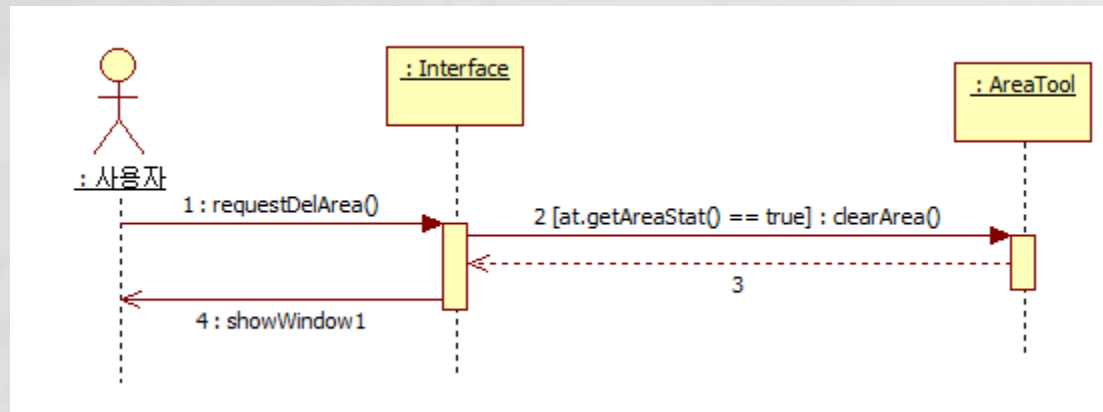 : Interface
: AreaTool
: 사용자
1 : requestDelArea()
2 [at.getAreaStat() == true] : clearArea()
3
4 : showWindow1